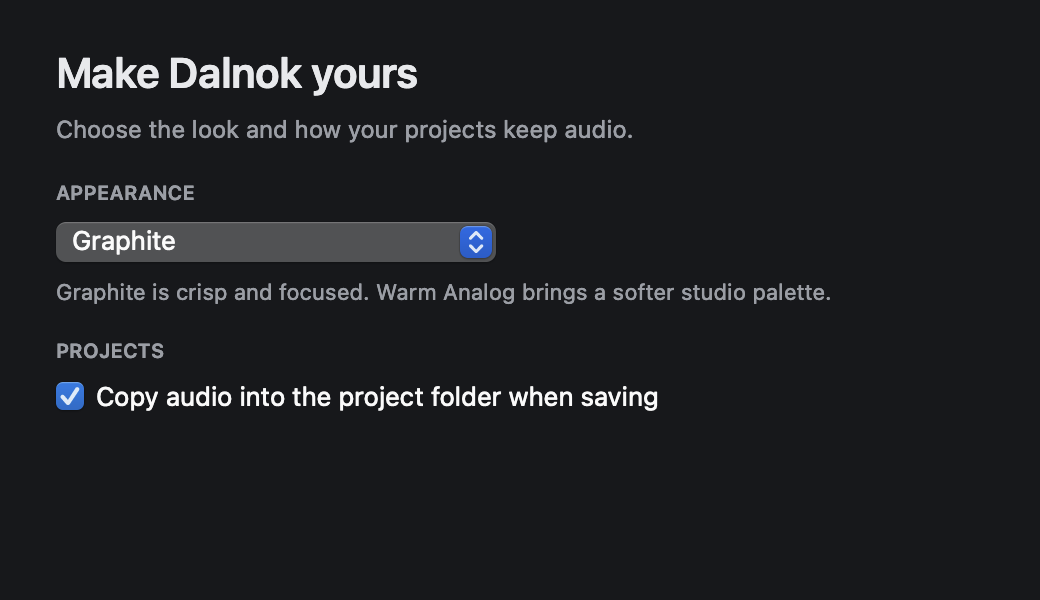 Make Dalnok yours
Choose the look and how your projects keep audio.
APPEARANCE
Graphite
Graphite is crisp and focused. Warm Analog brings a softer studio palette.
PROJECTS
Copy audio into the project folder when saving